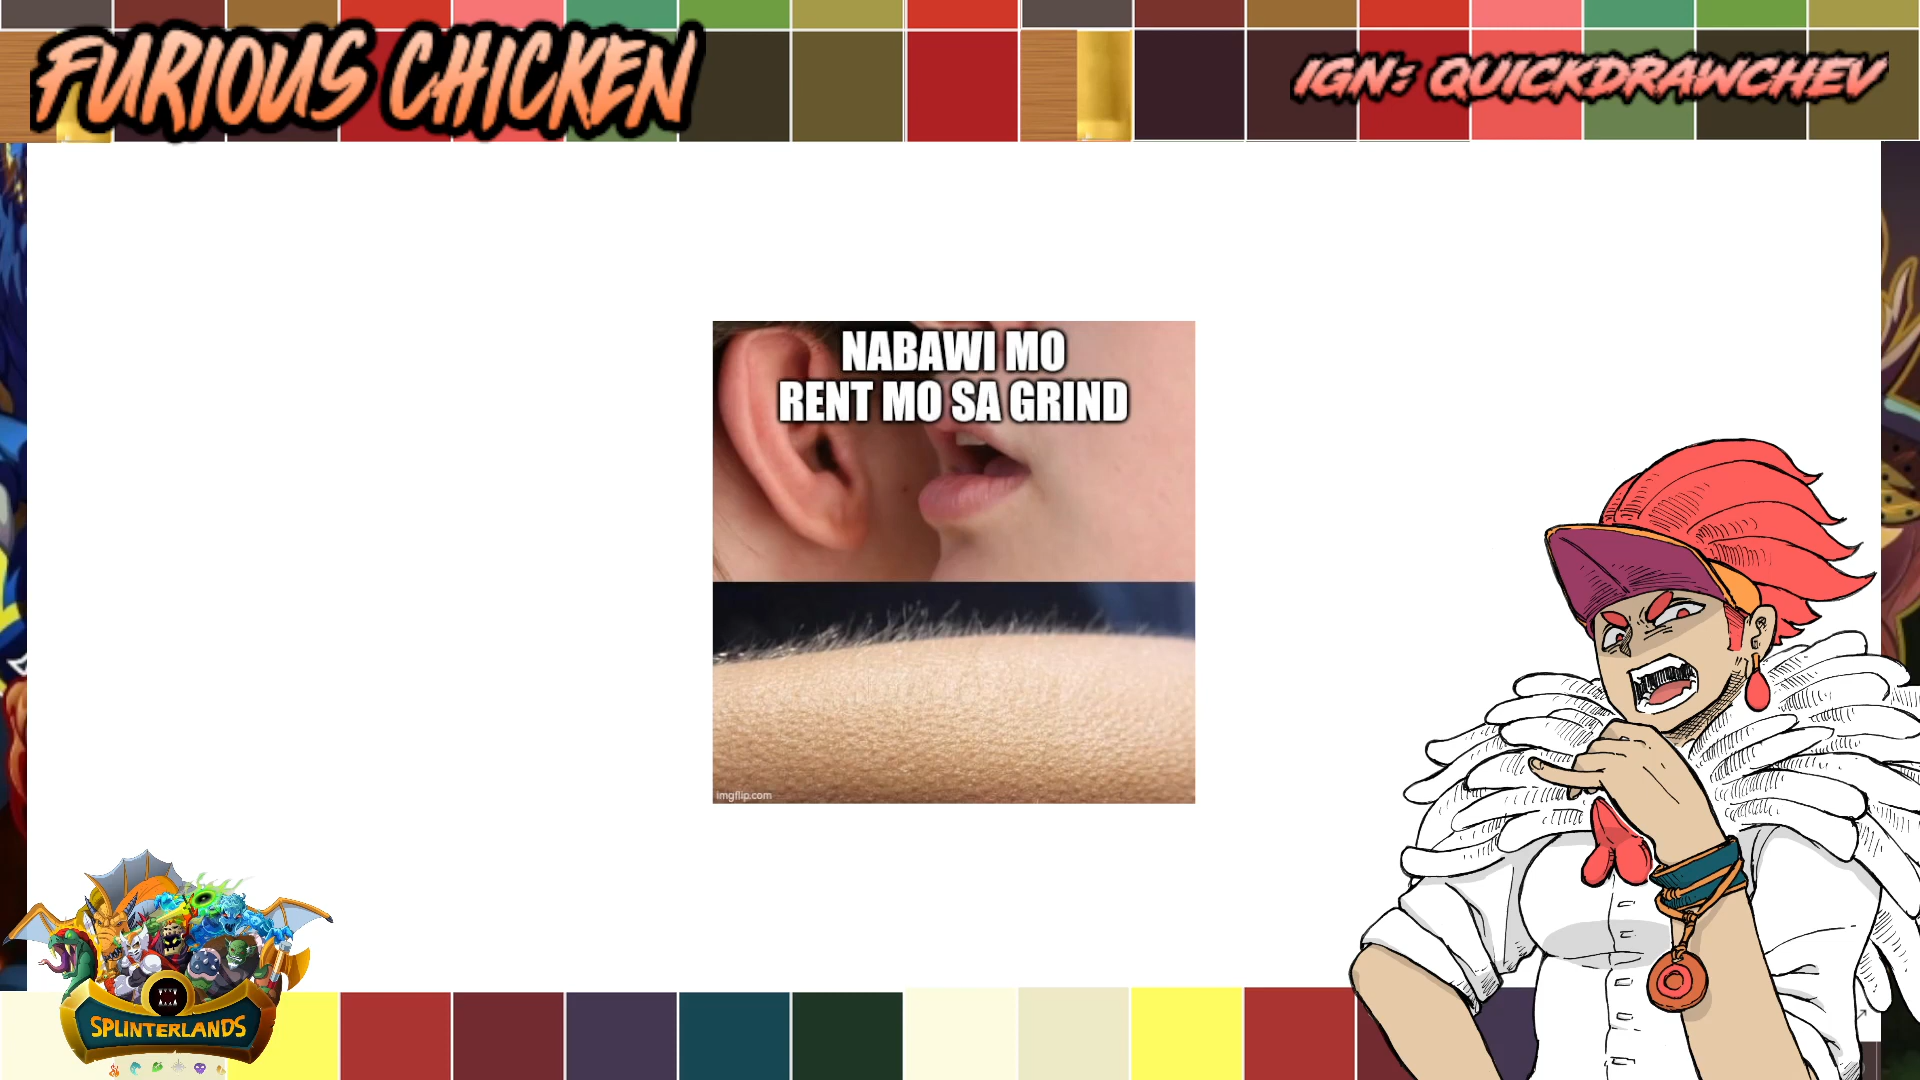 FURIOUS CHICKEN
IGN: QUICKDRAWCHEV
NABAWI MO
RENT MO SA GRIND
imgflip.com
SPLINTERLANDS